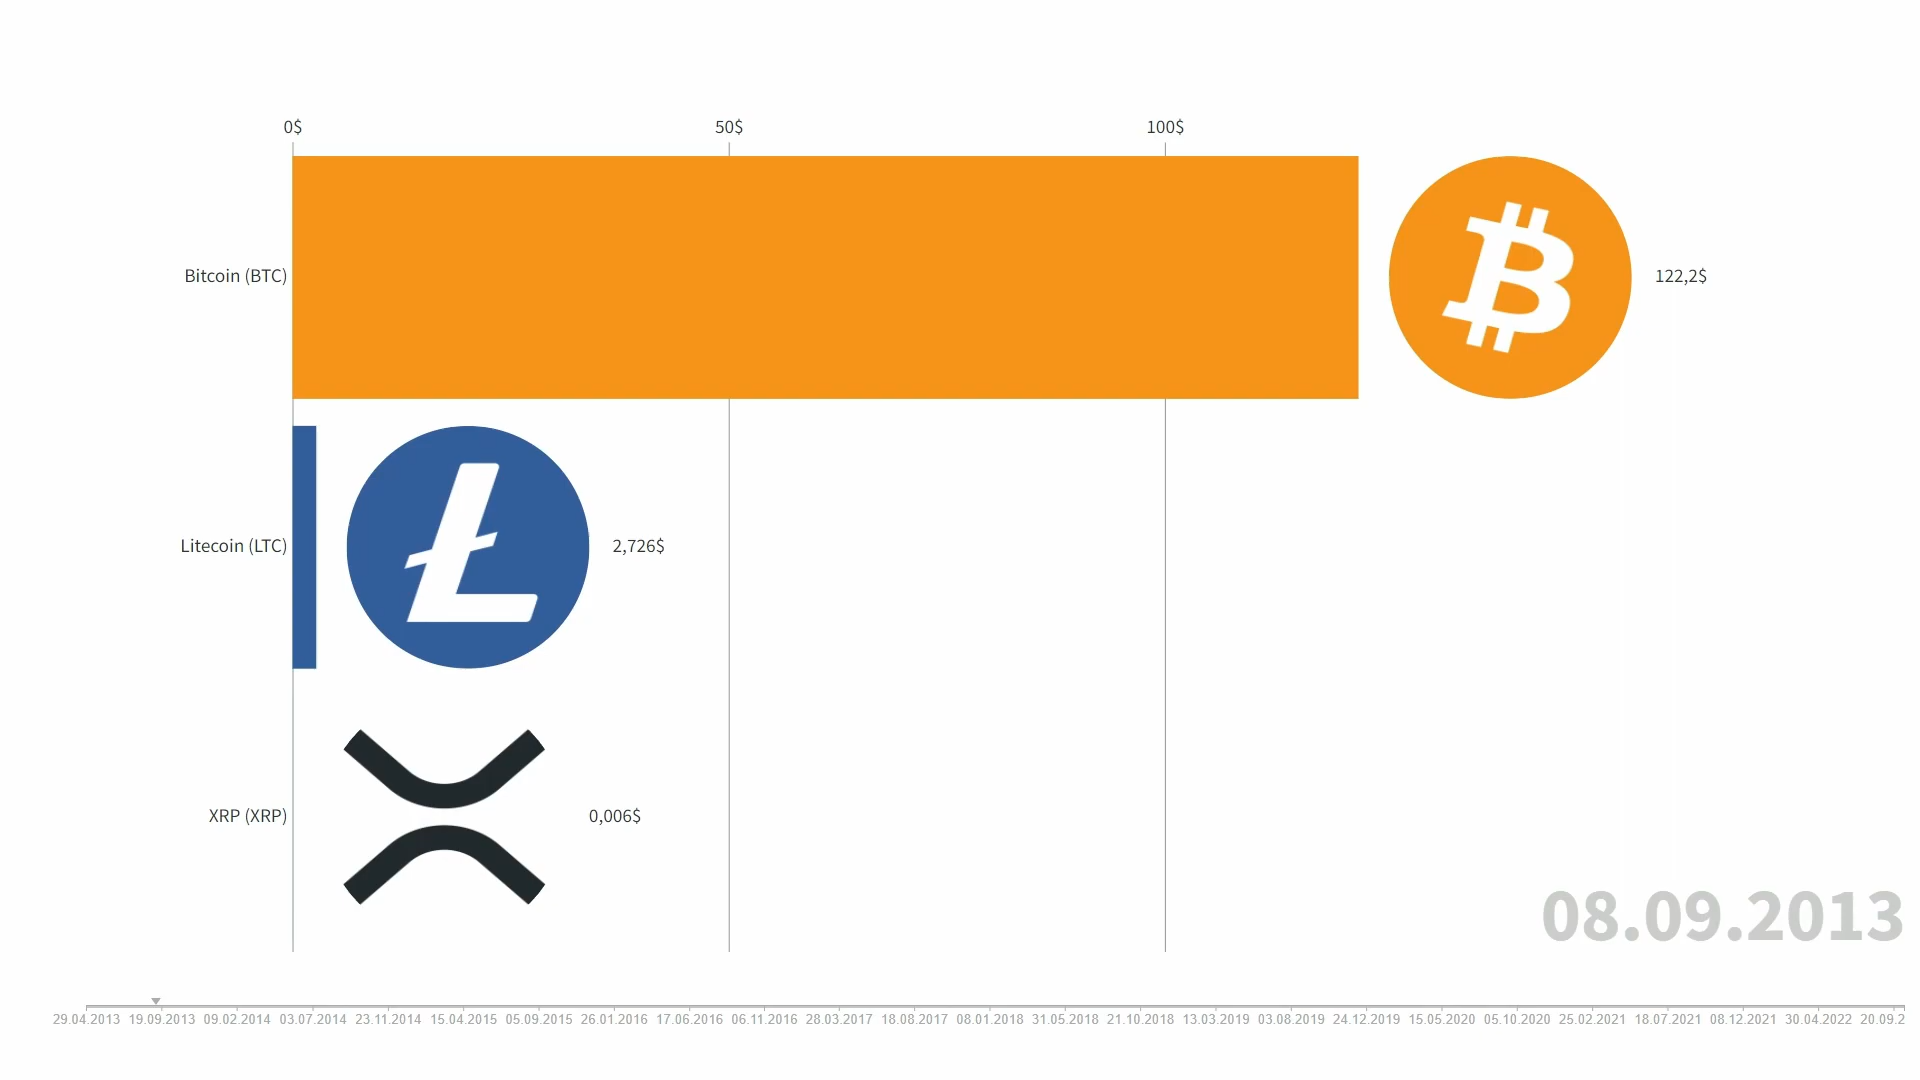 0$ 50$ 100$
Bitcoin (BTC) 122,2$
Litecoin (LTC) 2,726$
XRP (XRP) 0,006$
08.09.2013
29.04.2013 19.09.2013 09.02.2014 03.07.2014 23.11.2014 15.04.2015 05.09.2015 26.01.2016 17.06.2016 06.11.2016 28.03.2017 18.08.2017 08.01.2018 31.05.2018 21.10.2018 13.03.2019 03.08.2019 24.12.2019 15.05.2020 05.10.2020 25.02.2021 18.07.2021 08.12.2021 30.04.2022 20.09.2